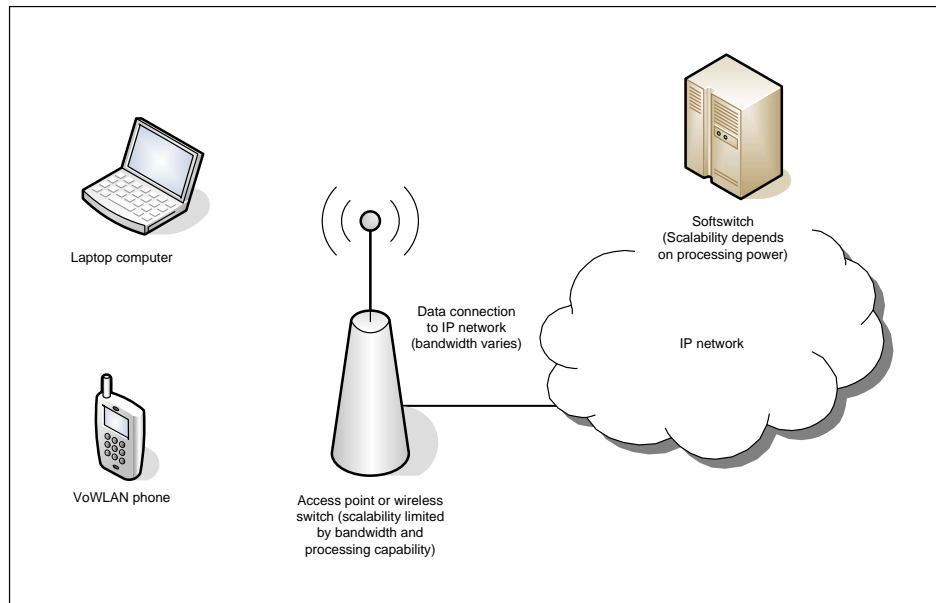 Laptop computer
VoWLAN phone
Access point or wireless
switch (scalability limited
by bandwidth and
processing capability)
Data connection
to IP network
(bandwidth varies)
Softswitch
(Scalability depends
on processing power)
IP network